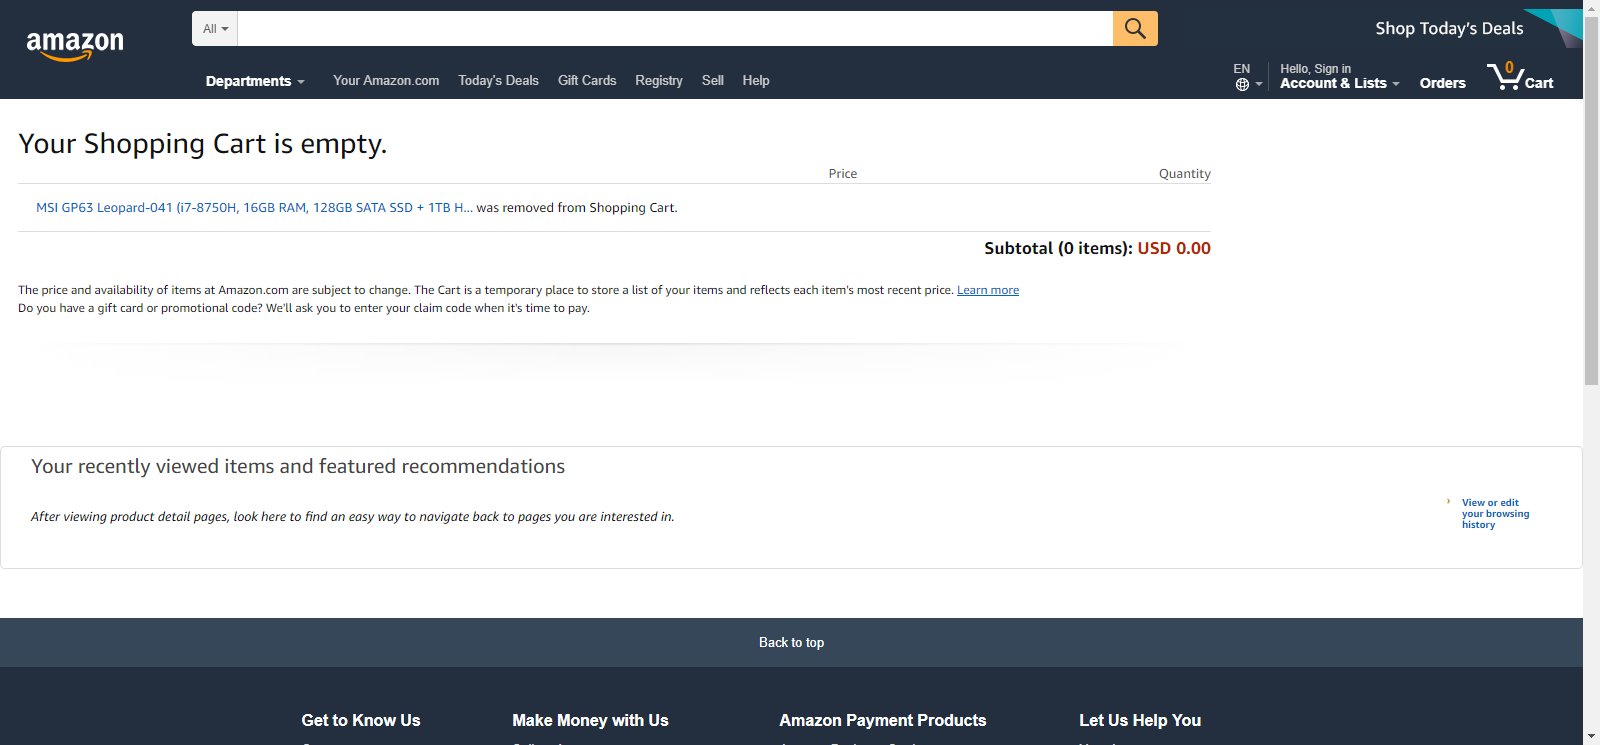 amazon
All
Shop Today's Deals
Departments
Your Amazon.com
Today's Deals
Gift Cards
Registry
Sell
Help
EN
Hello, Sign in
Account & Lists
Orders
0
Cart
Your Shopping Cart is empty.
Price
Quantity
MSI GP63 Leopard-041 (i7-8750H, 16GB RAM, 128GB SATA SSD + 1TB H... was removed from Shopping Cart.
Subtotal (0 items): USD 0.00
The price and availability of items at Amazon.com are subject to change. The Cart is a temporary place to store a list of your items and reflects each item's most recent price. Learn more
Do you have a gift card or promotional code? We'll ask you to enter your claim code when it's time to pay.
Your recently viewed items and featured recommendations
After viewing product detail pages, look here to find an easy way to navigate back to pages you are interested in.
› View or edit
your browsing
history
Back to top
Get to Know Us
Make Money with Us
Amazon Payment Products
Let Us Help You